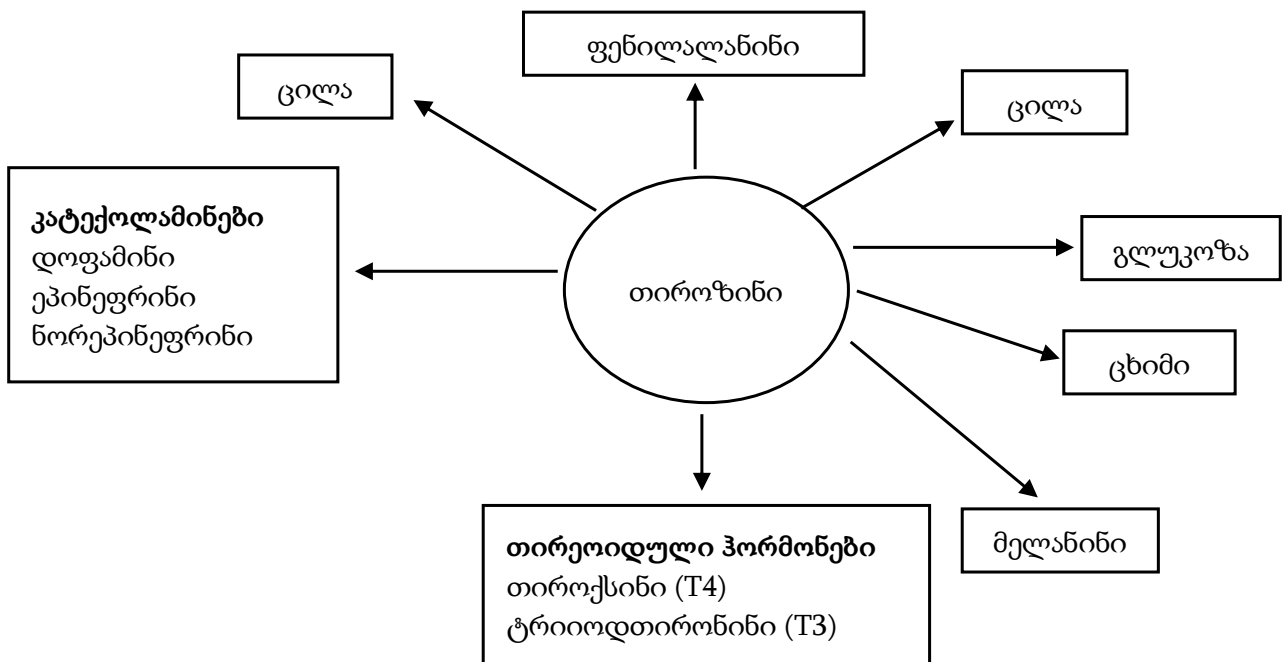 ფენილალანინი
ცილა
ცილა
კატექოლამინები
დოფამინი
ეპინეფრინი
ნორეპინეფრინი
გლუკოზა
თიროზინი
ცხიმი
მელანინი
თირეოიდული ჰორმონები
თიროქსინი (T4)
ტრიიოდთირონინი (T3)